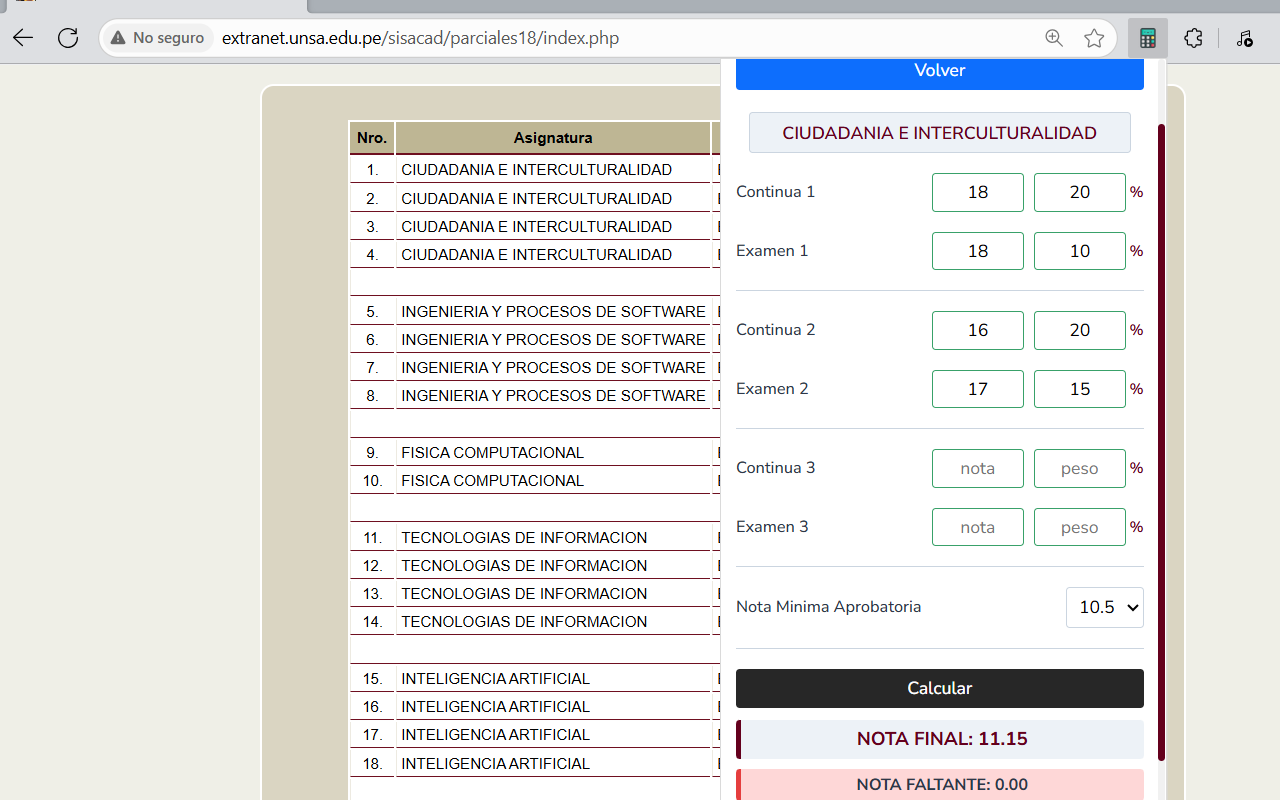 No seguro extranet.unsa.edu.pe/sisacad/parciales18/index.php
Nro. Asignatura
1. CIUDADANIA E INTERCULTURALIDAD
2. CIUDADANIA E INTERCULTURALIDAD
3. CIUDADANIA E INTERCULTURALIDAD
4. CIUDADANIA E INTERCULTURALIDAD
5. INGENIERIA Y PROCESOS DE SOFTWARE
6. INGENIERIA Y PROCESOS DE SOFTWARE
7. INGENIERIA Y PROCESOS DE SOFTWARE
8. INGENIERIA Y PROCESOS DE SOFTWARE
9. FISICA COMPUTACIONAL
10. FISICA COMPUTACIONAL
11. TECNOLOGIAS DE INFORMACION
12. TECNOLOGIAS DE INFORMACION
13. TECNOLOGIAS DE INFORMACION
14. TECNOLOGIAS DE INFORMACION
15. INTELIGENCIA ARTIFICIAL
16. INTELIGENCIA ARTIFICIAL
17. INTELIGENCIA ARTIFICIAL
18. INTELIGENCIA ARTIFICIAL
Volver
CIUDADANIA E INTERCULTURALIDAD
Continua 1 18 20 %
Examen 1 18 10 %
Continua 2 16 20 %
Examen 2 17 15 %
Continua 3 nota peso %
Examen 3 nota peso %
Nota Minima Aprobatoria 10.5
Calcular
NOTA FINAL: 11.15
NOTA FALTANTE: 0.00